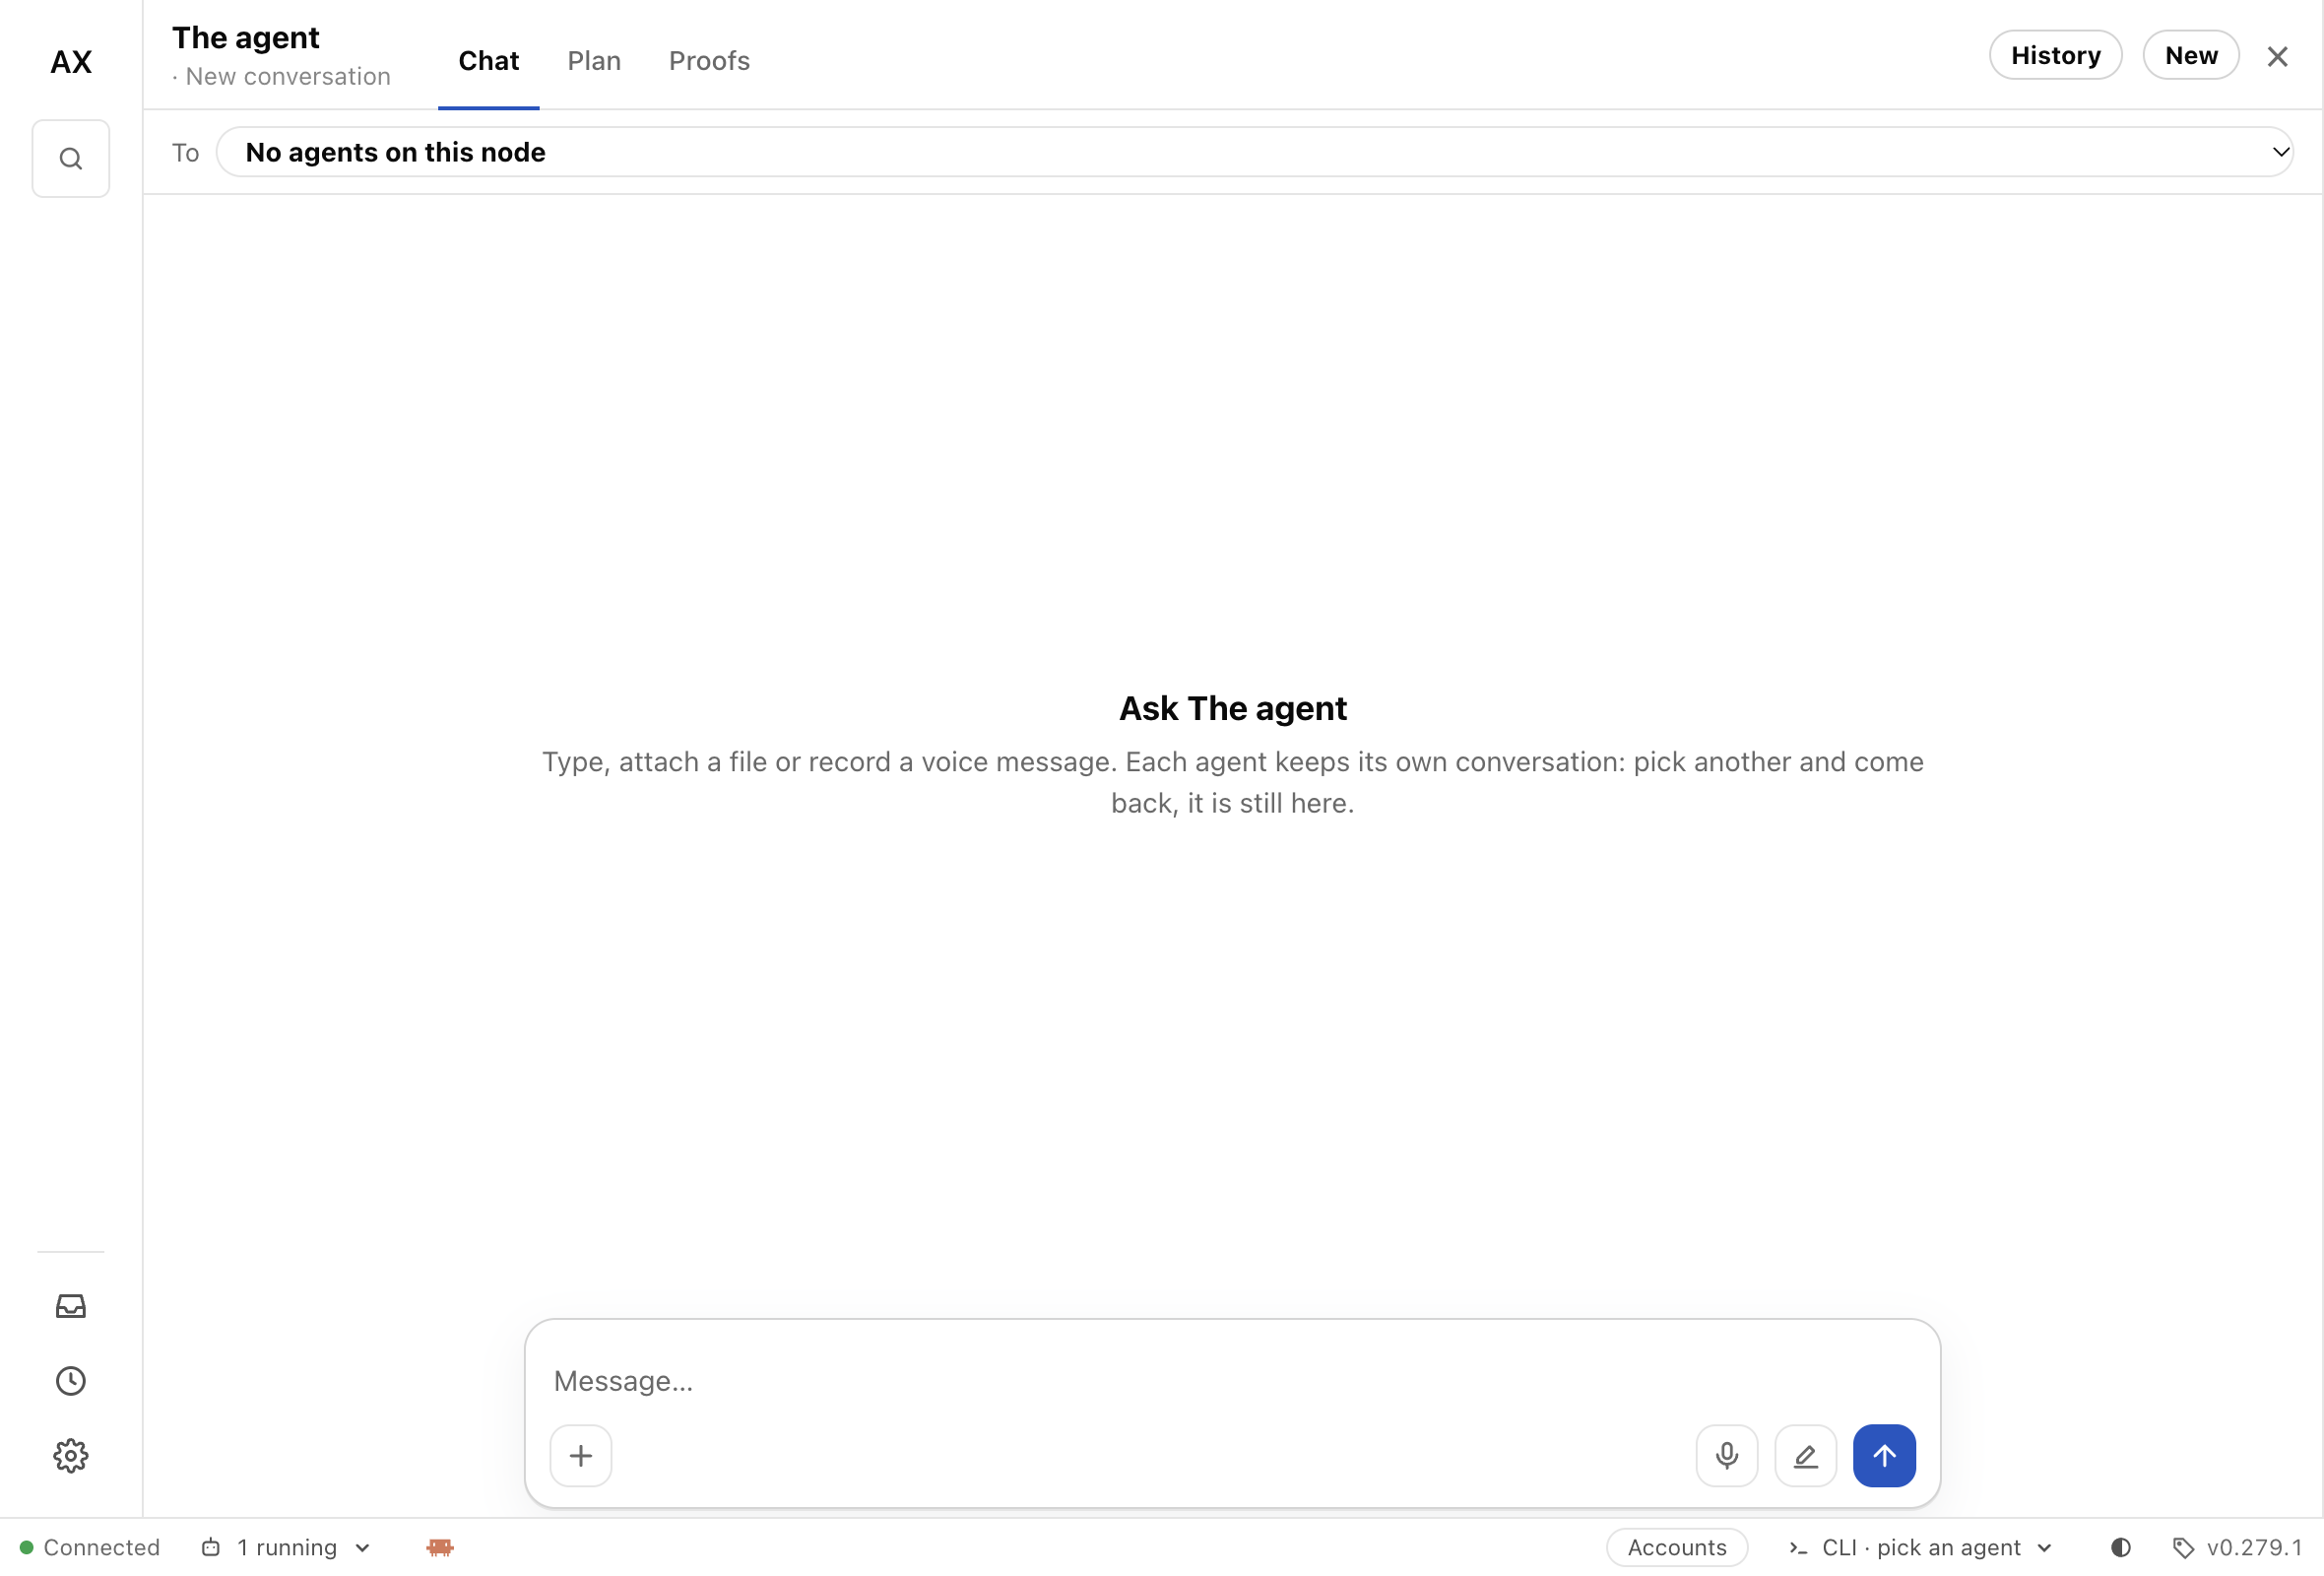 AX
The agent
· New conversation
Chat
Plan
Proofs
History
New
To
No agents on this node
Ask The agent
Type, attach a file or record a voice message. Each agent keeps its own conversation: pick another and come
back, it is still here.
Message...
Connected
1 running
Accounts
CLI · pick an agent
v0.279.1